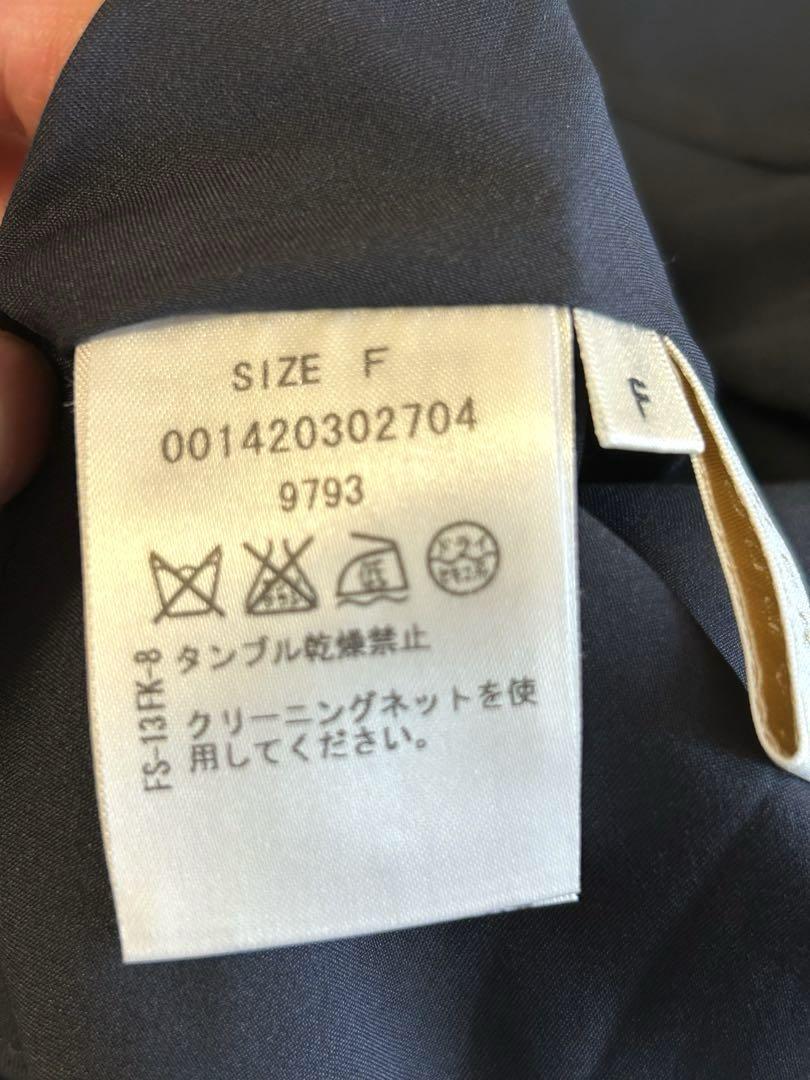 SIZE F
001420302704
9793
低
ドライ
セキユ系
タンブル乾燥禁止
クリーニングネットを使
用してください。
FS-13FK-8
F